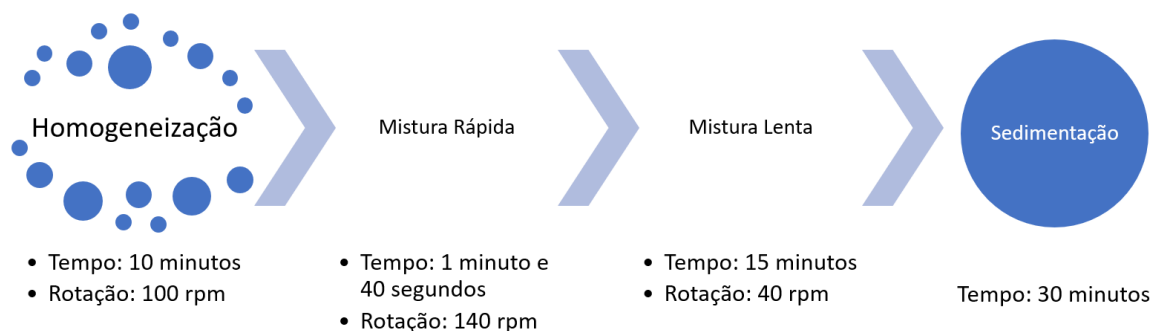 Homogeneização
Mistura Rápida
Mistura Lenta
Sedimentação
• Tempo: 10 minutos
• Rotação: 100 rpm
• Tempo: 1 minuto e
40 segundos
• Rotação: 140 rpm
• Tempo: 15 minutos
• Rotação: 40 rpm
Tempo: 30 minutos